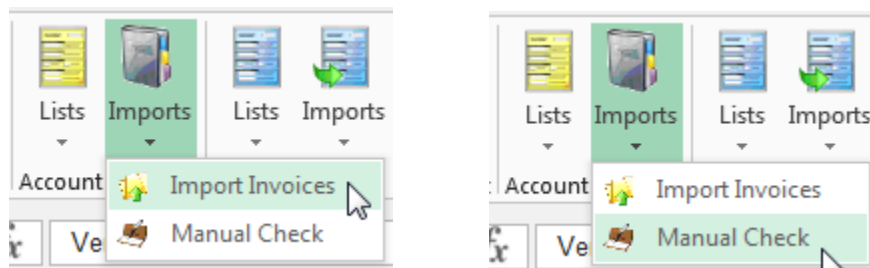 Lists Imports Lists Imports
Account
Import Invoices
Ve
Manual Check
Lists Imports Lists Imports
Account
Import Invoices
x Ve
Manual Check